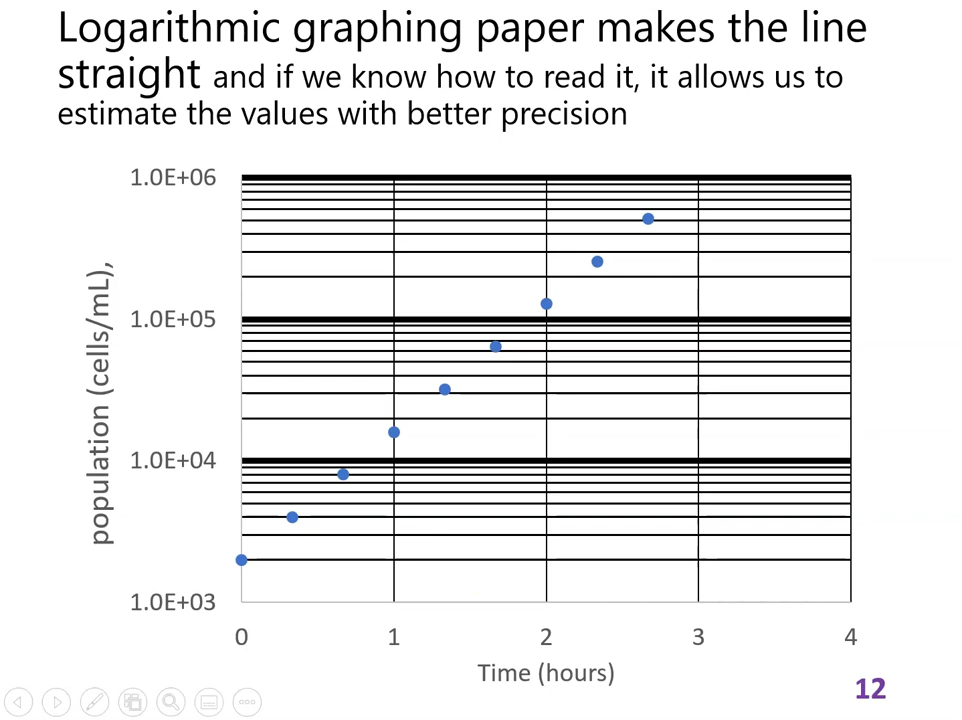 Logarithmic graphing paper makes the line
straight and if we know how to read it, it allows us to
estimate the values with better precision
1.0E+06
1.0E+05
1.0E+04
1.0E+03
population (cells/mL),
0 1 2 3 4
Time (hours)
12